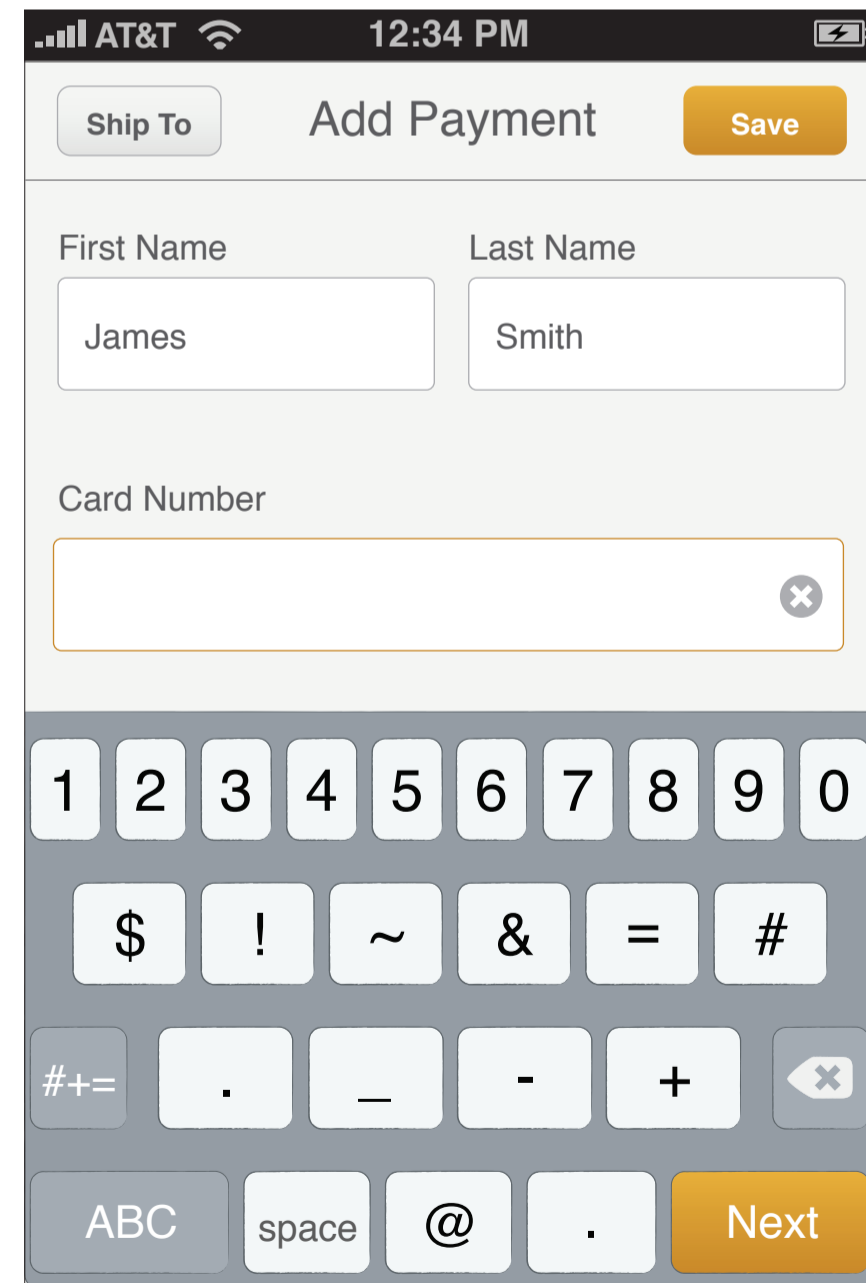 AT&T 12:34 PM
Ship To Add Payment Save
First Name Last Name
James Smith
Card Number
1 2 3 4 5 6 7 8 9 0
$ ! ~ & = #
#+= . _ - +
ABC space @ . Next